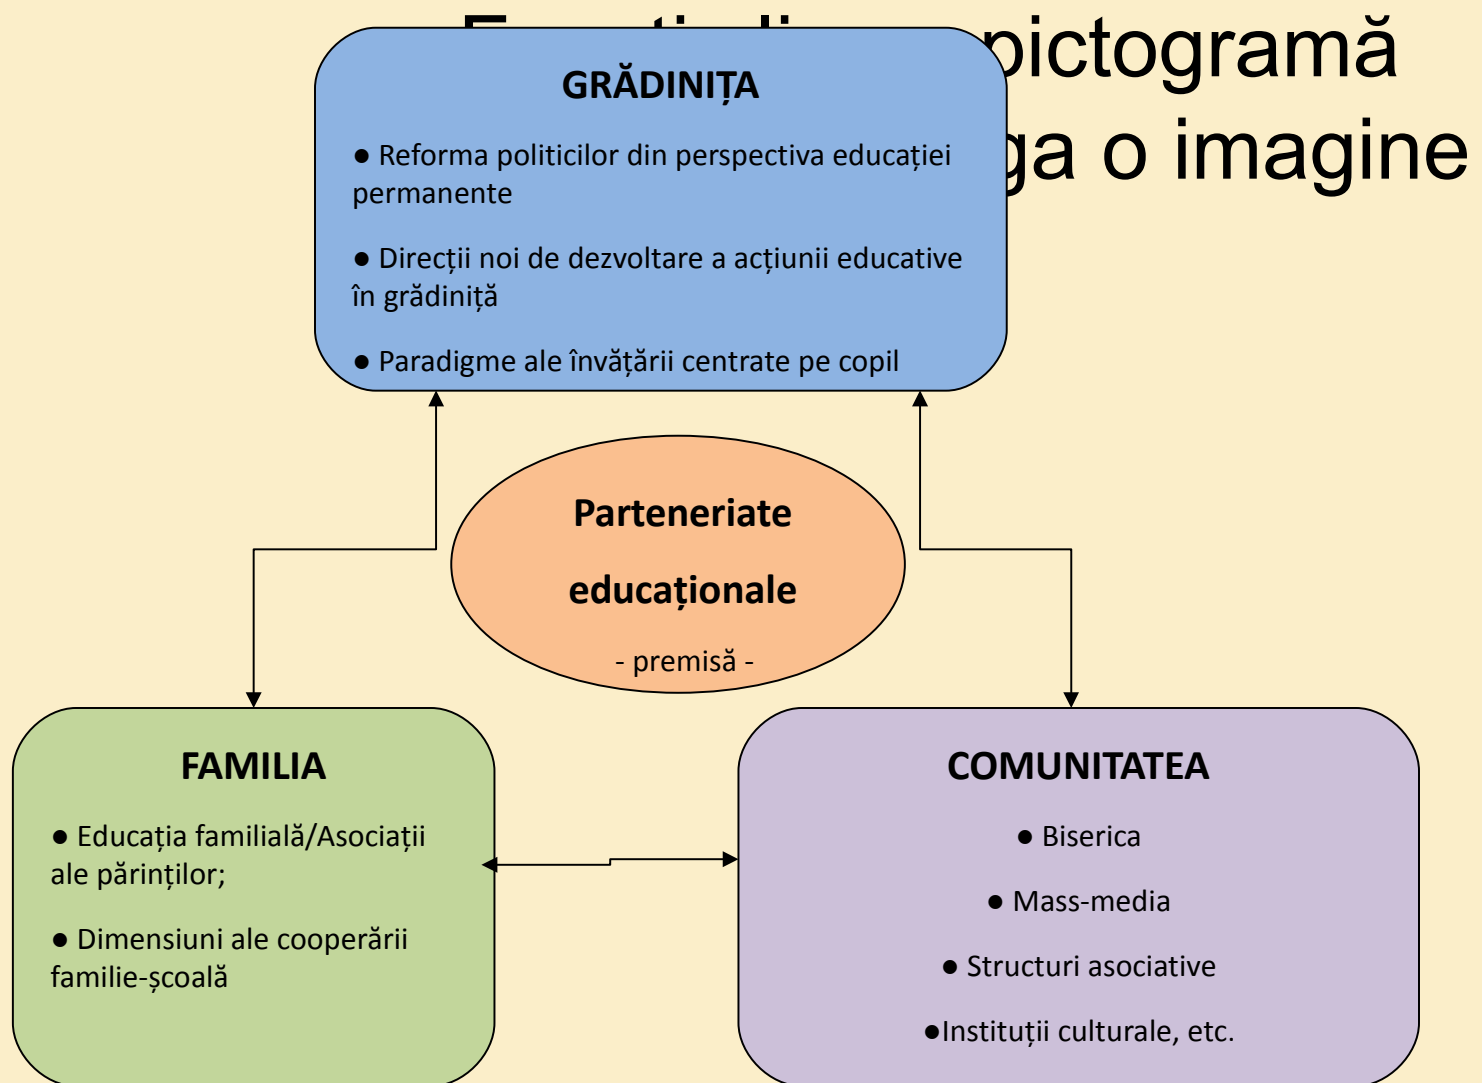 pictogramă
o imagine
GRĂDINIȚA
● Reforma politicilor din perspectiva educației
permanente
● Direcții noi de dezvoltare a acțiunii educative
în grădiniță
● Paradigme ale învățării centrate pe copil
Parteneriate
educaționale
- premisă -
FAMILIA
● Educația familială/Asociații
ale părinților;
● Dimensiuni ale cooperării
familie-școală
COMUNITATEA
● Biserica
● Mass-media
● Structuri asociative
●Instituții culturale, etc.